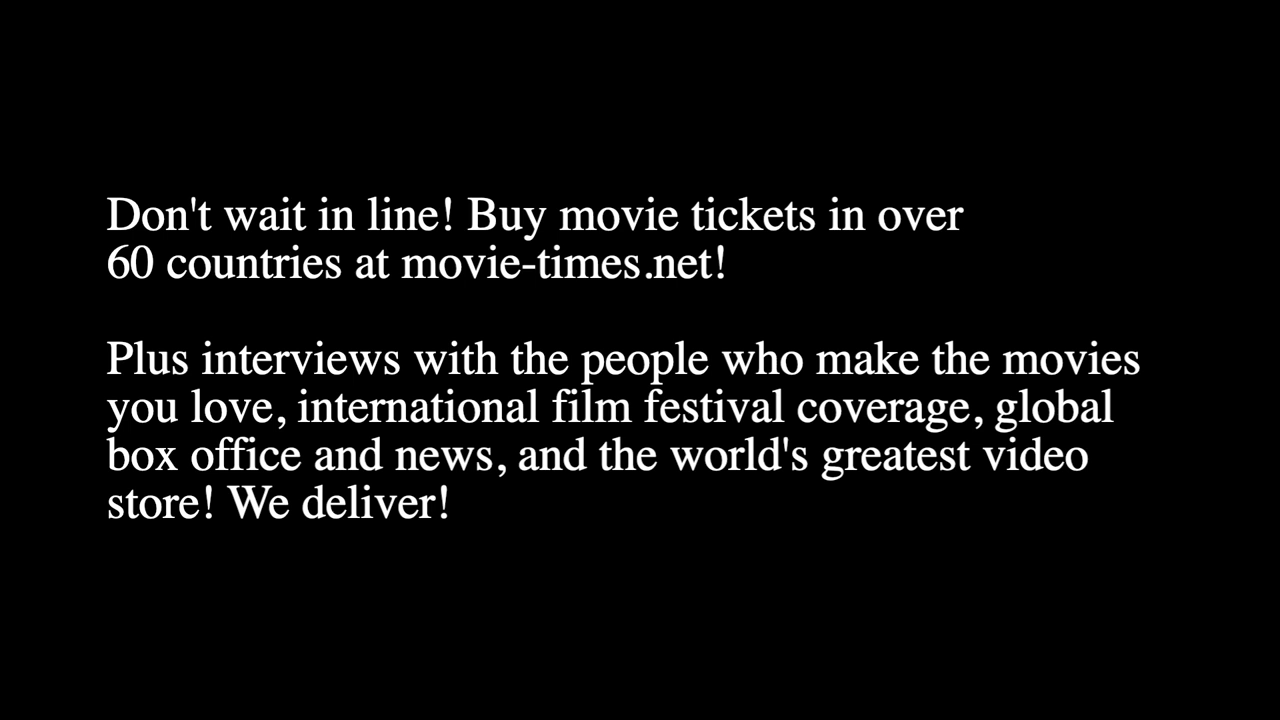 Don't wait in line! Buy movie tickets in over
60 countries at movie-times.net!
Plus interviews with the people who make the movies
you love, international film festival coverage, global
box office and news, and the world's greatest video
store! We deliver!